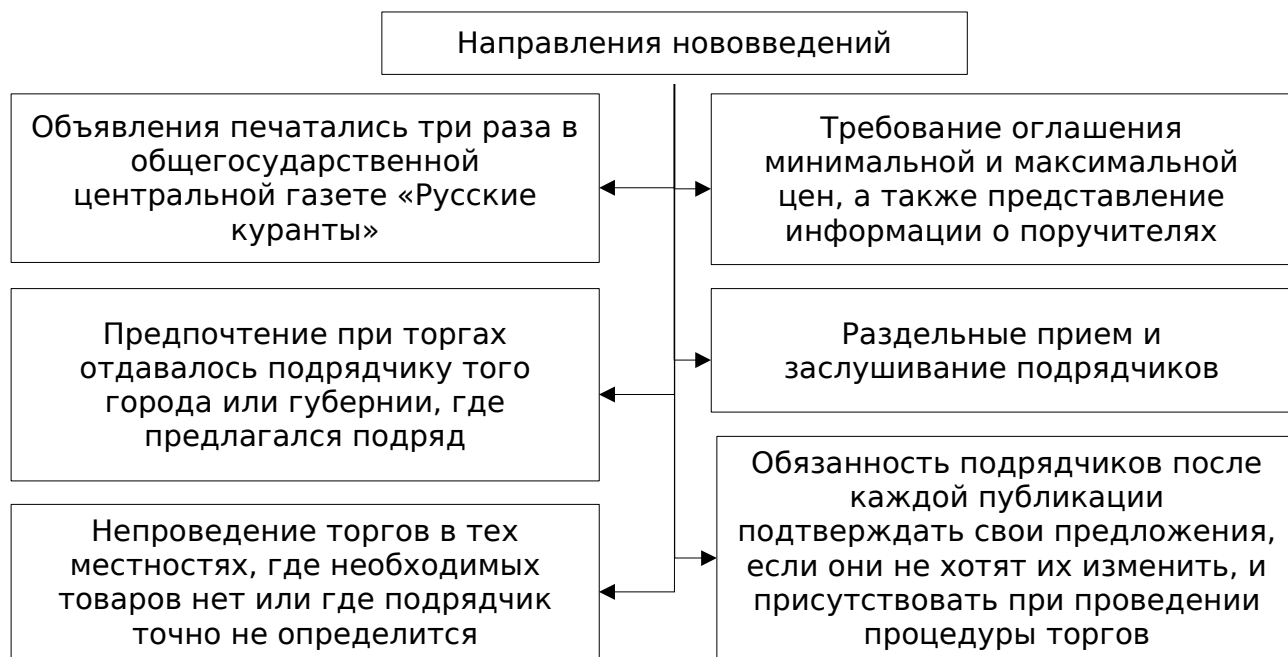 Направления нововведений
Объявления печатались три раза в
общегосударственной
центральной газете «Русские
куранты»
Требование оглашения
минимальной и максимальной
цен, а также представление
информации о поручителях
Предпочтение при торгах
отдавалось подрядчику того
города или губернии, где
предлагался подряд
Раздельные прием и
заслушивание подрядчиков
Непроведение торгов в тех
местностях, где необходимых
товаров нет или где подрядчик
точно не определится
Обязанность подрядчиков после
каждой публикации
подтверждать свои предложения,
если они не хотят их изменить, и
присутствовать при проведении
процедуры торгов